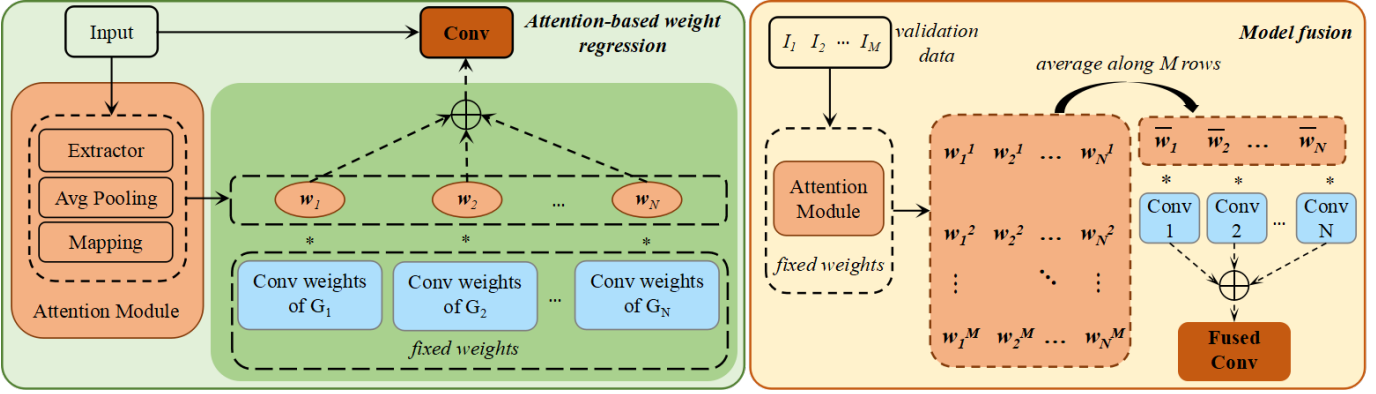 Input
Conv
Attention-based weight
regression
Extractor
Avg Pooling
Mapping
Attention Module
w1 w2 ... wN
* * *
Conv weights
of G1
Conv weights
of G2
...
Conv weights
of GN
fixed weights
I1 I2 ··· IM
validation
data
Model fusion
average along M rows
Attention
Module
fixed weights
w1^1 w2^1 ... wN^1
w1^2 w2^2 ... wN^2
⋮ ⋱ ⋮
w1^M w2^M ... wN^M
w̅1 w̅2 ... w̅N
* * *
Conv
1
Conv
2
...
Conv
N
Fused
Conv